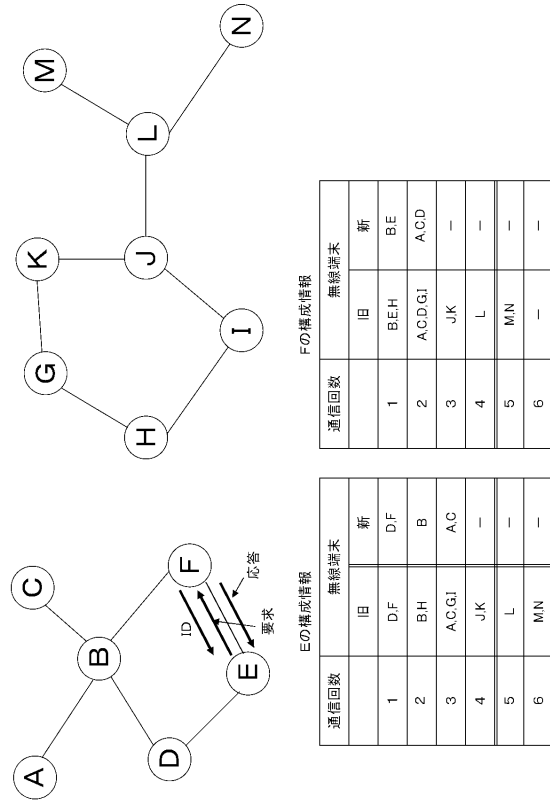 A
B
C
D
E
F
ID
要求
応答
G
H
I
J
K
L
M
N
Eの構成情報
通信回数 無線端末
旧 新
1 D,F D,F
2 B,H B
3 A,C,G,I A,C
4 J,K –
5 L –
6 M,N –
Fの構成情報
通信回数 無線端末
旧 新
1 B,E,H B,E
2 A,C,D,G,I A,C,D
3 J,K –
4 L –
5 M,N –
6 – –